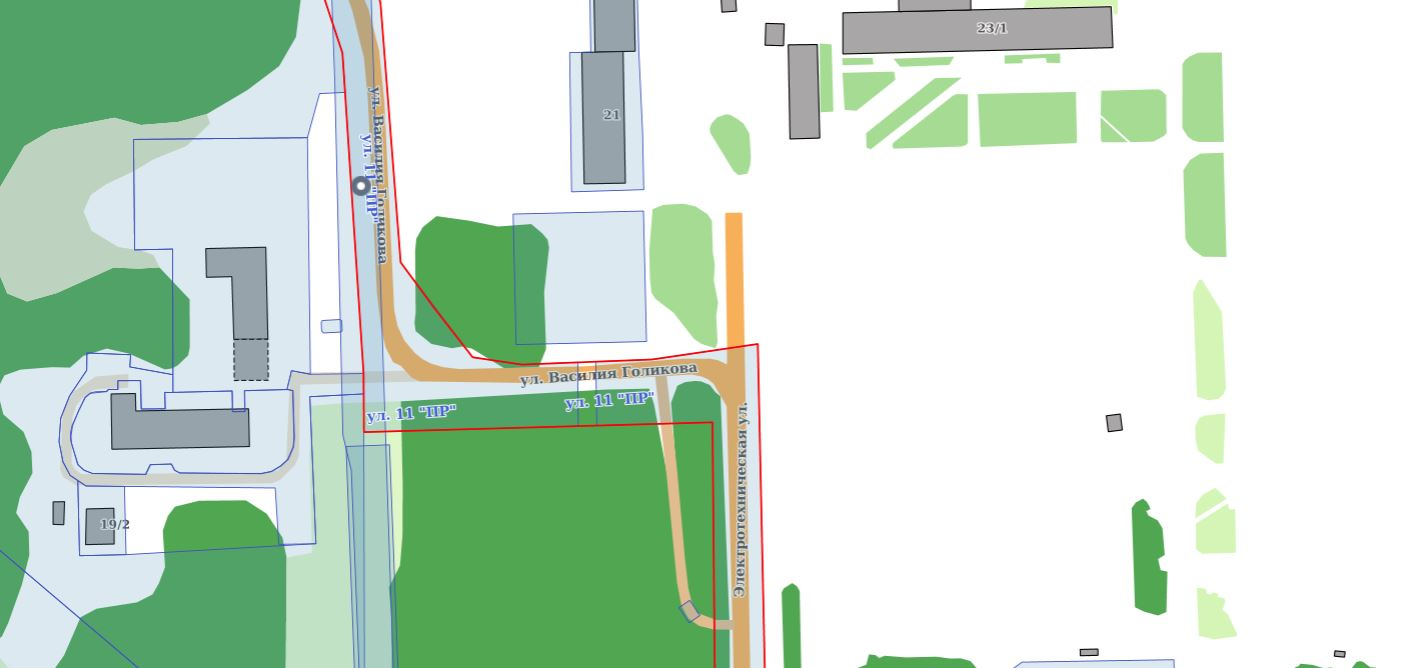 23/1
21
ул. Василия Голикова
ул. 11 "ПР"
ул. Василия Голикова
ул. 11 "ПР"
ул. 11 "ПР"
Электротехническая ул.
19/2